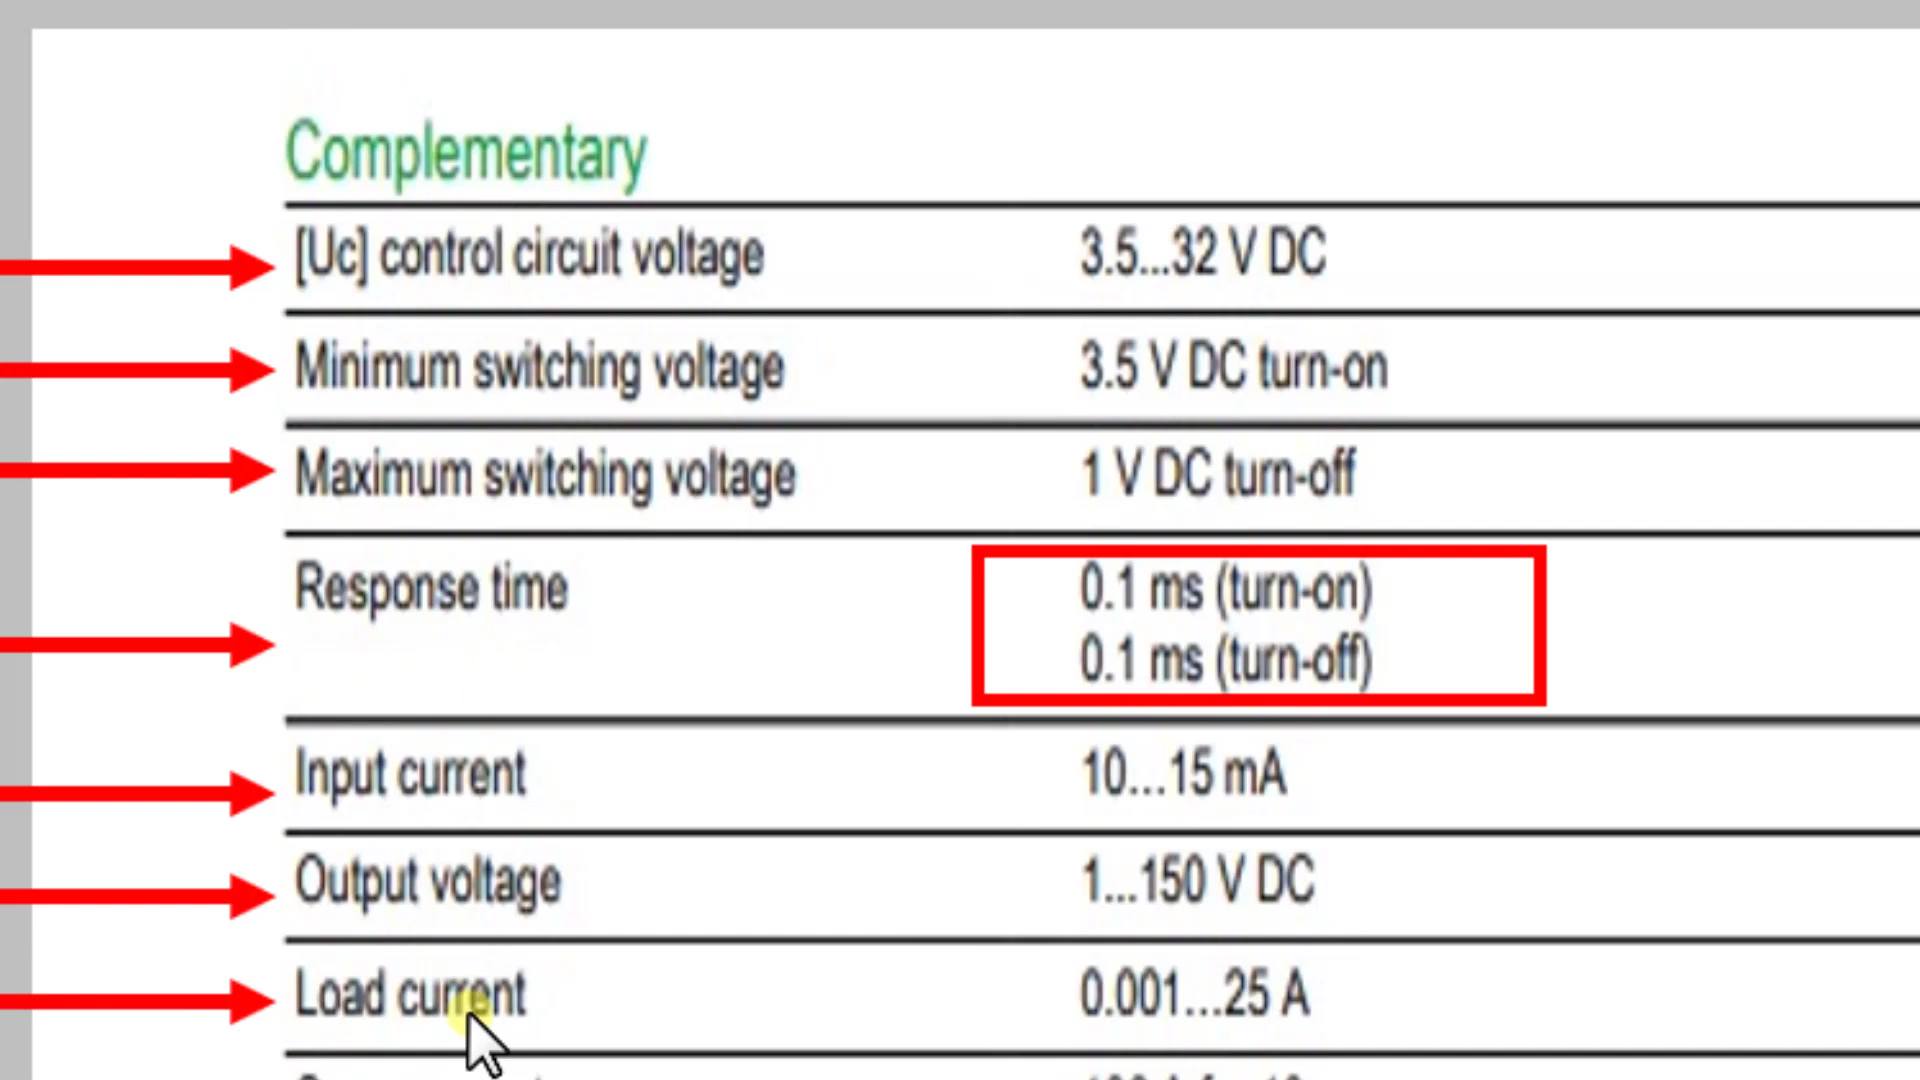 Complementary
[Uc] control circuit voltage 3.5...32 V DC
Minimum switching voltage 3.5 V DC turn-on
Maximum switching voltage 1 V DC turn-off
Response time 0.1 ms (turn-on)
0.1 ms (turn-off)
Input current 10...15 mA
Output voltage 1...150 V DC
Load current 0.001...25 A